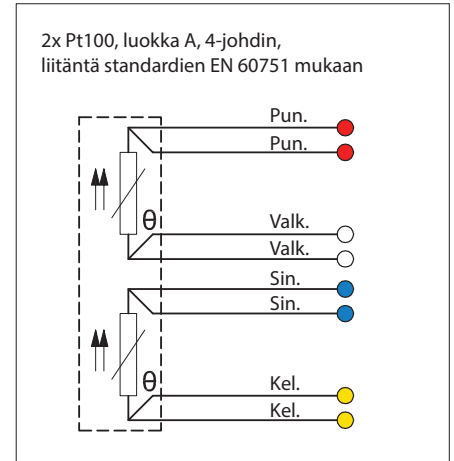 2x Pt100, luokka A, 4-johdin,
liitäntä standardien EN 60751 mukaan
Pun.
Pun.
θ
Valk.
Valk.
Sin.
Sin.
θ
Kel.
Kel.